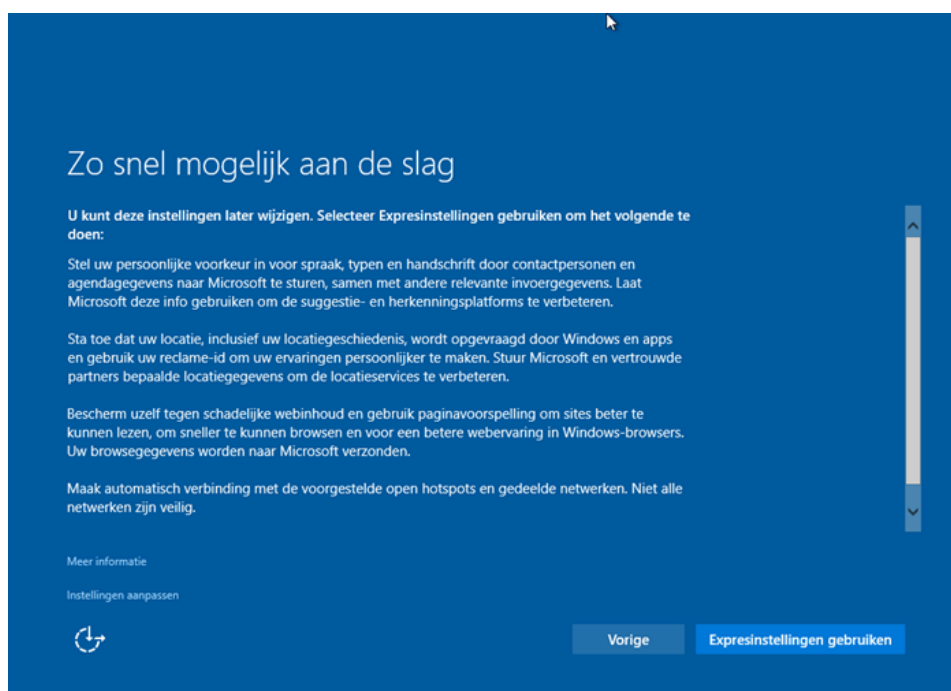 Zo snel mogelijk aan de slag
U kunt deze instellingen later wijzigen. Selecteer Expresinstellingen gebruiken om het volgende te
doen:
Stel uw persoonlijke voorkeur in voor spraak, typen en handschrift door contactpersonen en
agendagegevens naar Microsoft te sturen, samen met andere relevante invoergegevens. Laat
Microsoft deze info gebruiken om de suggestie- en herkenningsplatforms te verbeteren.
Sta toe dat uw locatie, inclusief uw locatiegeschiedenis, wordt opgevraagd door Windows en apps
en gebruik uw reclame-id om uw ervaringen persoonlijker te maken. Stuur Microsoft en vertrouwde
partners bepaalde locatiegegevens om de locatieservices te verbeteren.
Bescherm uzelf tegen schadelijke webinhoud en gebruik paginavoorspelling om sites beter te
kunnen lezen, om sneller te kunnen browsen en voor een betere webervaring in Windows-browsers.
Uw browsegegevens worden naar Microsoft verzonden.
Maak automatisch verbinding met de voorgestelde open hotspots en gedeelde netwerken. Niet alle
netwerken zijn veilig.
Meer informatie
Instellingen aanpassen
Vorige
Expresinstellingen gebruiken